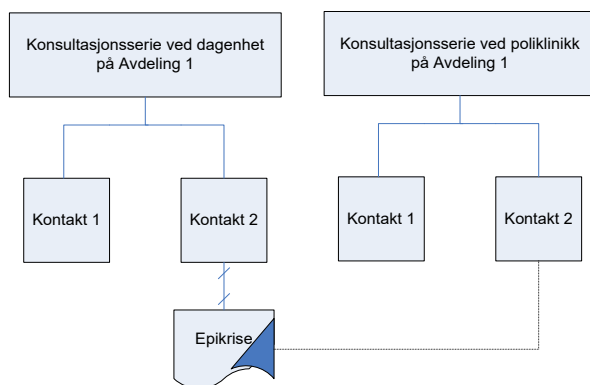 Konsultasjonsserie ved dagenhet
på Avdeling 1
Konsultasjonsserie ved poliklinikk
på Avdeling 1
Kontakt 1
Kontakt 2
Kontakt 1
Kontakt 2
Epikrise